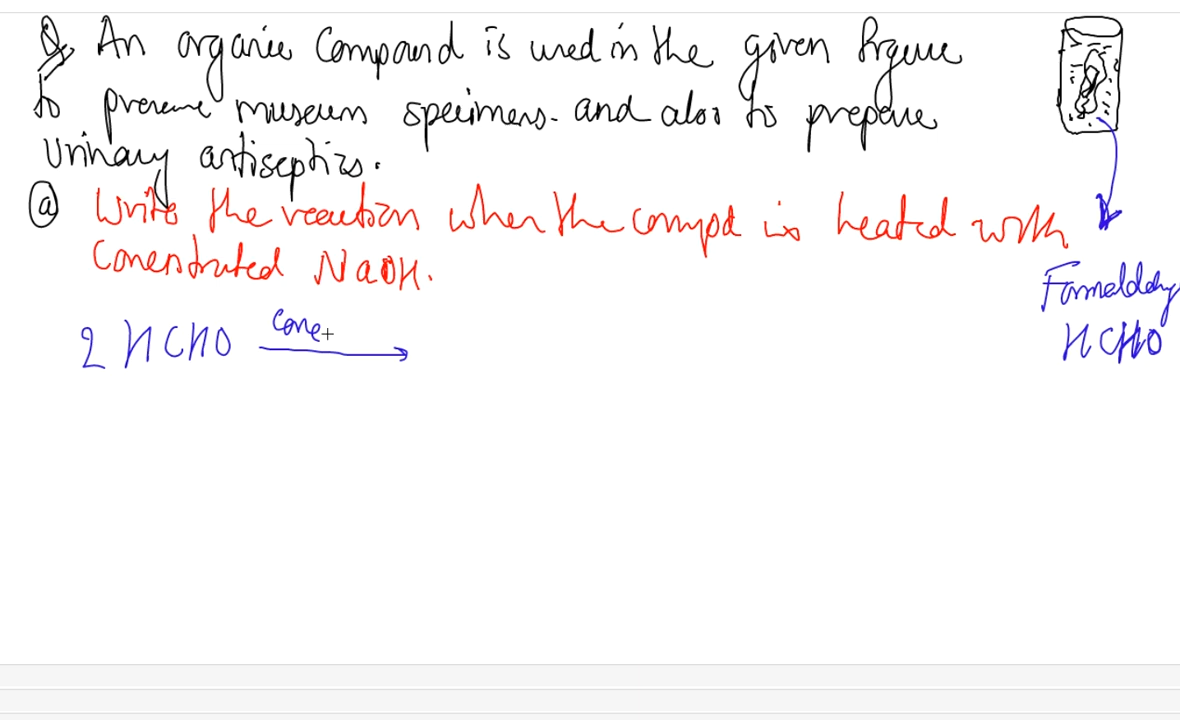 Q. An organic Compound is used in the given figure
to preserve museum specimens. and also to prepare
Urinary antiseptics.
(a) Write the reaction when the compd is heated with
Concentrated NaOH.
Formaldehy
HCHO
2 HCHO Conc